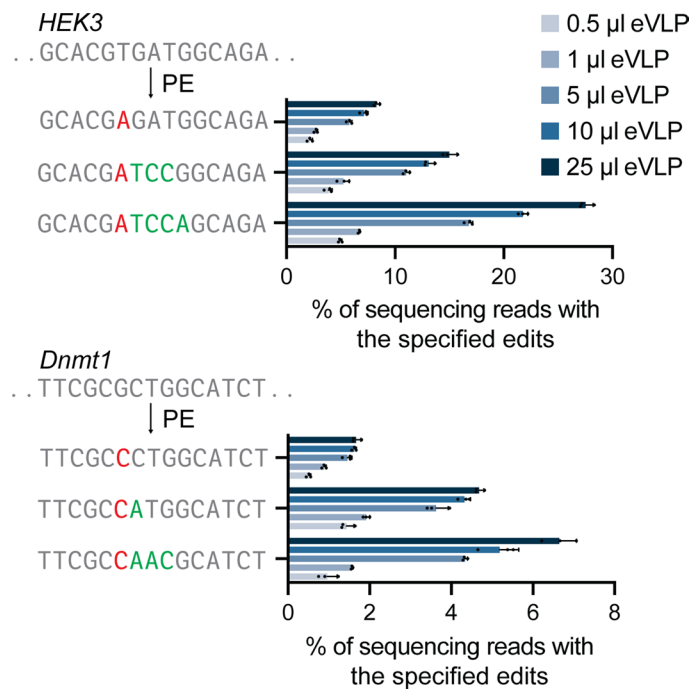 HEK3
. . GCACGTGATGGCAGA . .
PE
GCACGAGATGGCAGA
GCACGATCCGGCAGA
GCACGATCCAGCAGA
0.5 µl eVLP
1 µl eVLP
5 µl eVLP
10 µl eVLP
25 µl eVLP
0 10 20 30
% of sequencing reads with
the specified edits
Dnmt1
. . TTCGCGCTGGCATCT . .
PE
TTCGCCCTGGCATCT
TTCGCCATGGCATCT
TTCGCCAACGCATCT
0 2 4 6 8
% of sequencing reads with
the specified edits